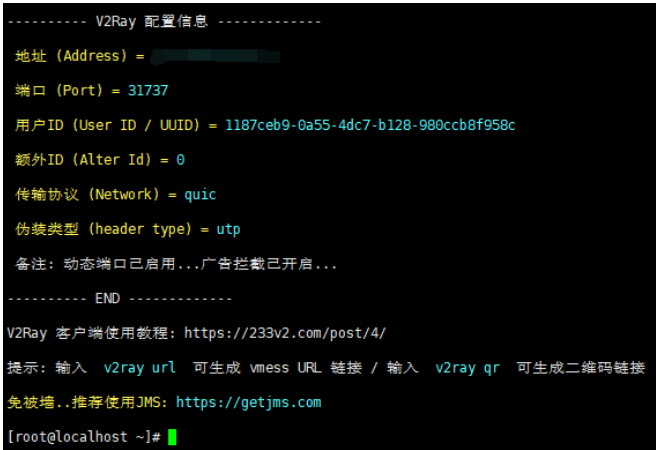 ---------- V2Ray 配置信息 -------------
地址 (Address) =
端口 (Port) = 31737
用户ID (User ID / UUID) = 1187ceb9-0a55-4dc7-b128-980ccb8f958c
额外ID (Alter Id) = 0
传输协议 (Network) = quic
伪装类型 (header type) = utp
备注: 动态端口已启用...广告拦截已开启...
---------- END -------------
V2Ray 客户端使用教程: https://233v2.com/post/4/
提示: 输入 v2ray url 可生成 vmess URL 链接 / 输入 v2ray qr 可生成二维码链接
免被墙..推荐使用JMS: https://getjms.com
[root@localhost ~]#